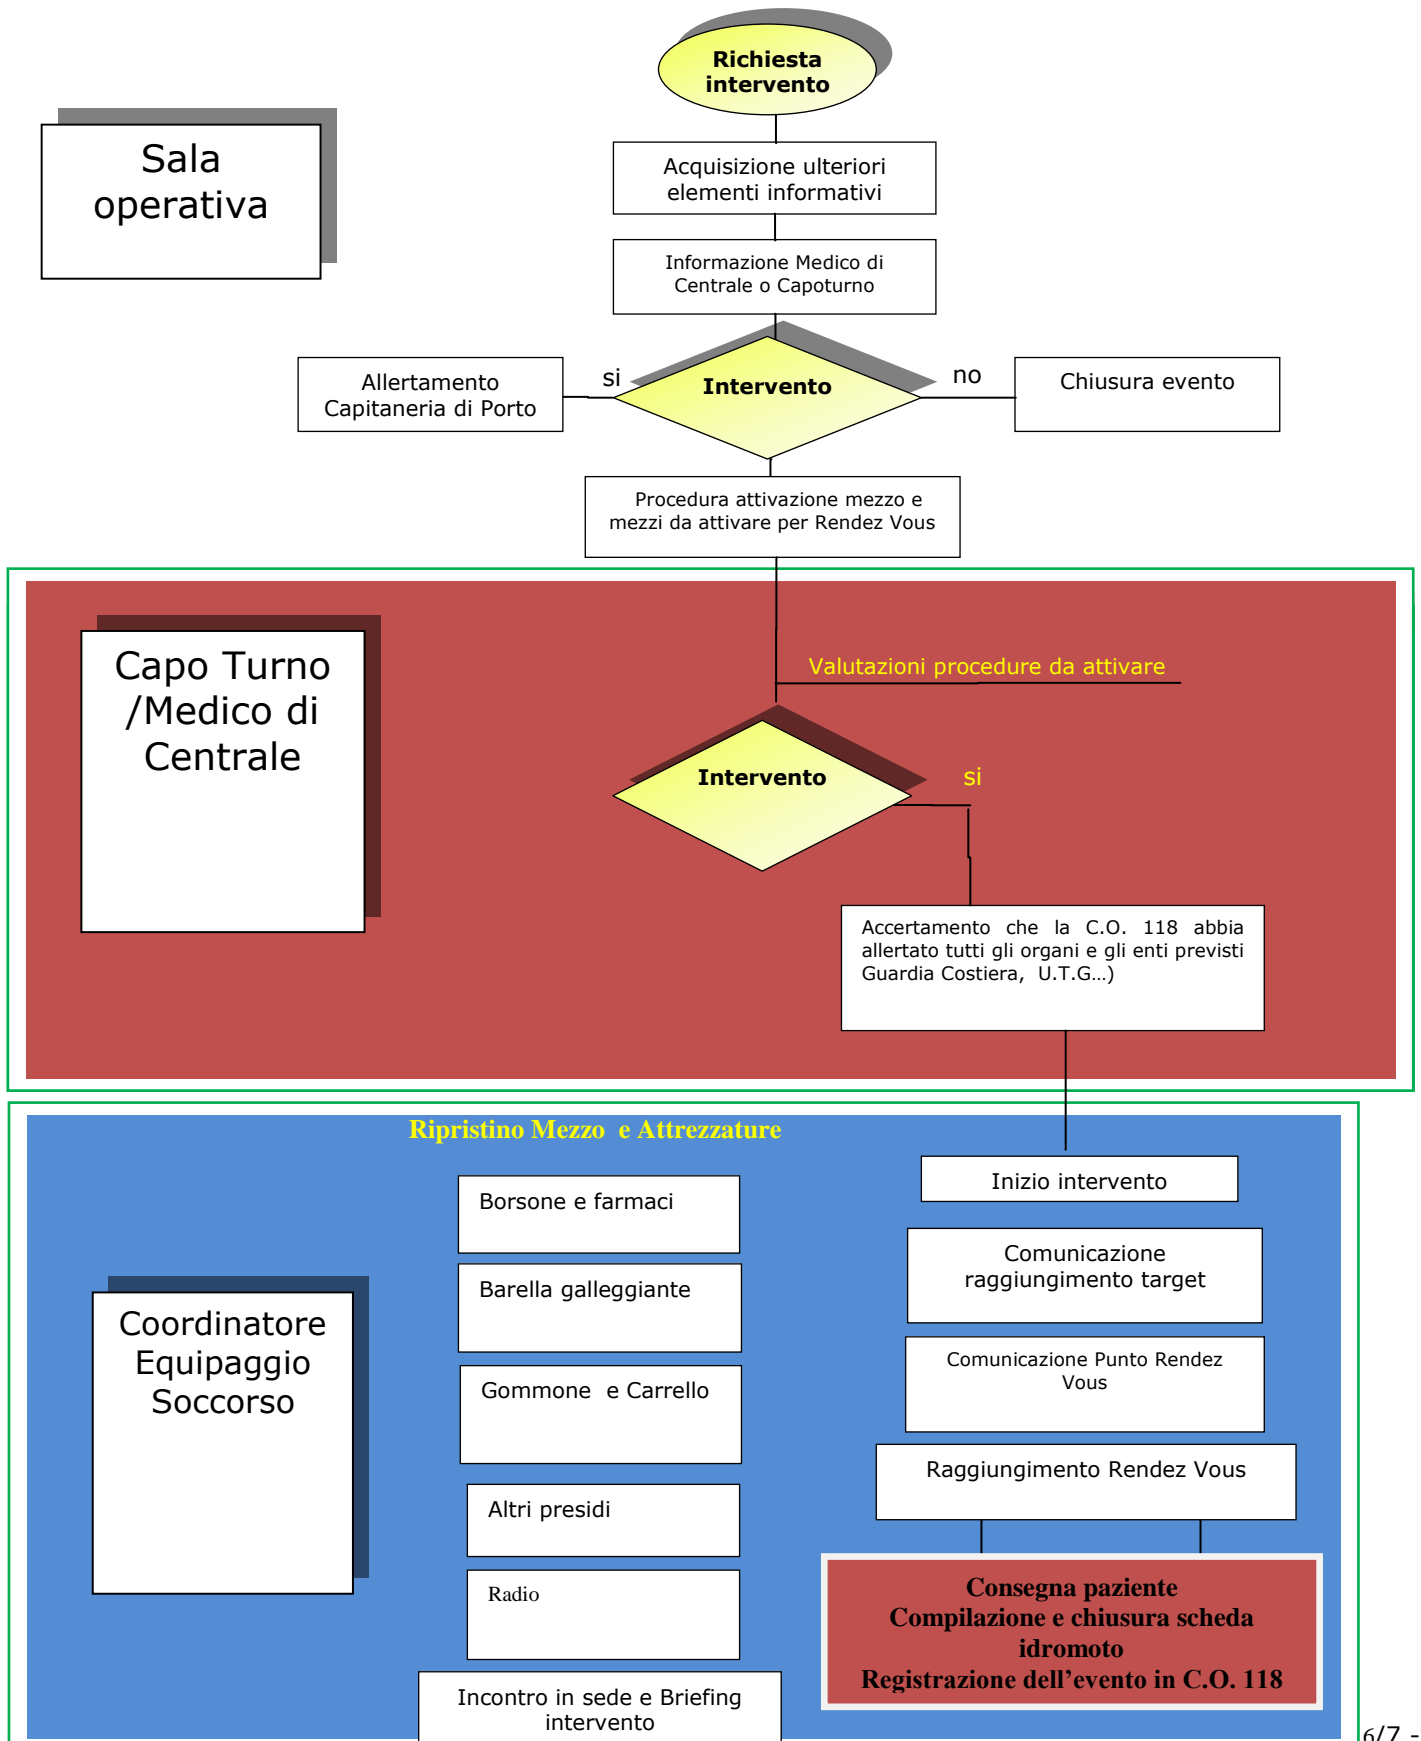 Richiesta
intervento
Sala
operativa
Acquisizione ulteriori
elementi informativi
Informazione Medico di
Centrale o Capoturno
Allertamento
Capitaneria di Porto
si
Intervento
no
Chiusura evento
Procedura attivazione mezzo e
mezzi da attivare per Rendez Vous
Capo Turno
/Medico di
Centrale
Valutazioni procedure da attivare
Intervento
si
Accertamento che la C.O. 118 abbia
allertato tutti gli organi e gli enti previsti
Guardia Costiera, U.T.G...)
Ripristino Mezzo e Attrezzature
Coordinatore
Equipaggio
Soccorso
Borsone e farmaci
Barella galleggiante
Gommone e Carrello
Altri presidi
Radio
Incontro in sede e Briefing
intervento
Inizio intervento
Comunicazione
raggiungimento target
Comunicazione Punto Rendez
Vous
Raggiungimento Rendez Vous
Consegna paziente
Compilazione e chiusura scheda
idromoto
Registrazione dell'evento in C.O. 118
6/7 -